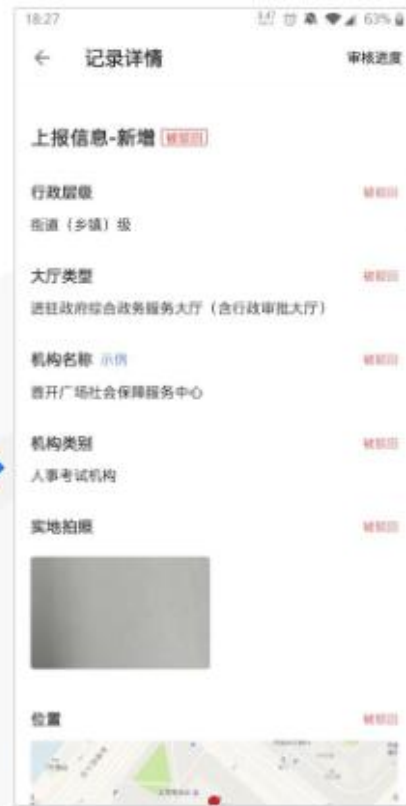 18:27
63%
记录详情
审核进度
上报信息-新增 被驳回
行政层级 被驳回
街道（乡镇）级
大厅类型 被驳回
进驻政府综合政务服务大厅（含行政审批大厅）
机构名称 示例 被驳回
首开广场社会保障服务中心
机构类别 被驳回
人事考试机构
实地拍照 被驳回
位置 被驳回